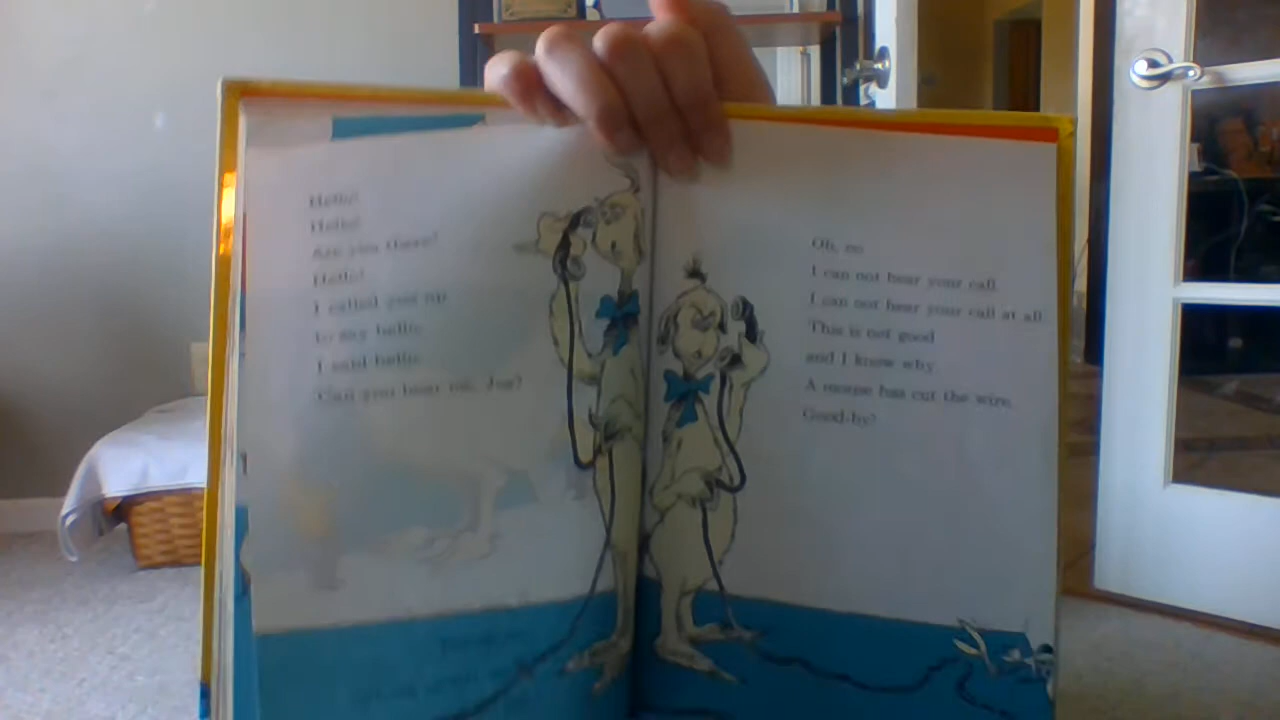 Hello!
Hello!
Are you there?
Hello!
I called you up
to say hello.
I said hello.
Can you hear me, Joe?
Oh, no.
I can not hear your call.
I can not hear your call at all.
This is not good
and I know why.
A mouse has cut the wire.
Good-by!